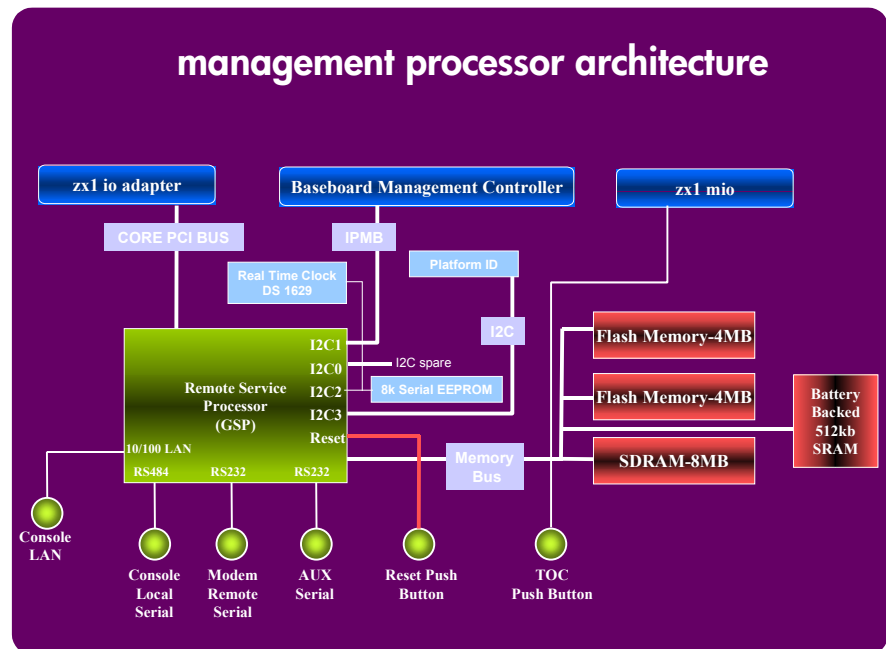 management processor architecture
zx1 io adapter
Baseboard Management Controller
zx1 mio
CORE PCI BUS
IPMB
Real Time Clock
DS 1629
Platform ID
I2C
I2C1
I2C0
I2C spare
I2C2
8k Serial EEPROM
I2C3
Reset
Remote Service
Processor
(GSP)
10/100 LAN
RS484
RS232
RS232
Memory
Bus
Flash Memory-4MB
Flash Memory-4MB
SDRAM-8MB
Battery
Backed
512kb
SRAM
Console
LAN
Console
Local
Serial
Modem
Remote
Serial
AUX
Serial
Reset Push
Button
TOC
Push Button